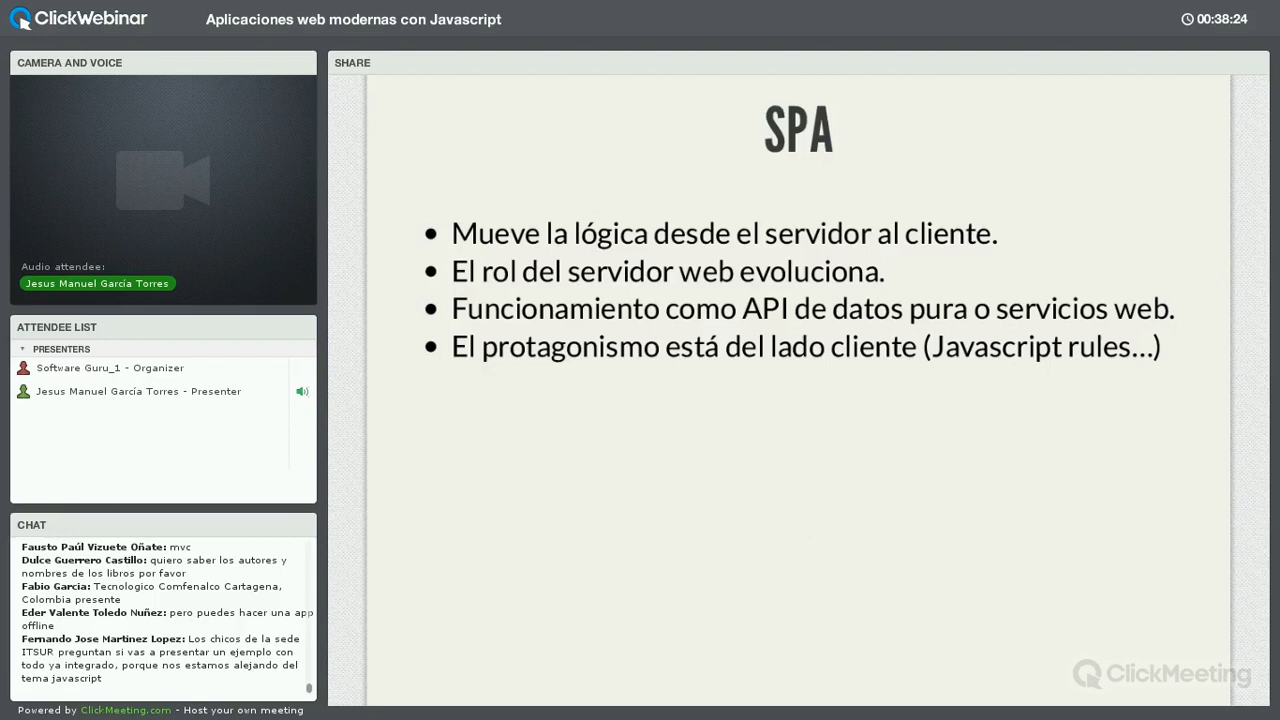 ClickWebinar
Aplicaciones web modernas con Javascript
00:38:24
CAMERA AND VOICE
Audio attendee:
Jesus Manuel García Torres
ATTENDEE LIST
PRESENTERS
Software Guru_1 - Organizer
Jesus Manuel García Torres - Presenter
CHAT
Fausto Paúl Vizuete Oñate: mvc
Dulce Guerrero Castillo: quiero saber los autores y
nombres de los libros por favor
Fabio Garcia: Tecnologico Comfenalco Cartagena,
Colombia presente
Eder Valente Toledo Nuñez: pero puedes hacer una app
offline
Fernando Jose Martinez Lopez: Los chicos de la sede
ITSUR preguntan si vas a presentar un ejemplo con
todo ya integrado, porque nos estamos alejando del
tema javascript
Powered by ClickMeeting.com - Host your own meeting
SHARE
SPA
• Mueve la lógica desde el servidor al cliente.
• El rol del servidor web evoluciona.
• Funcionamiento como API de datos pura o servicios web.
• El protagonismo está del lado cliente (Javascript rules...)
ClickMeeting